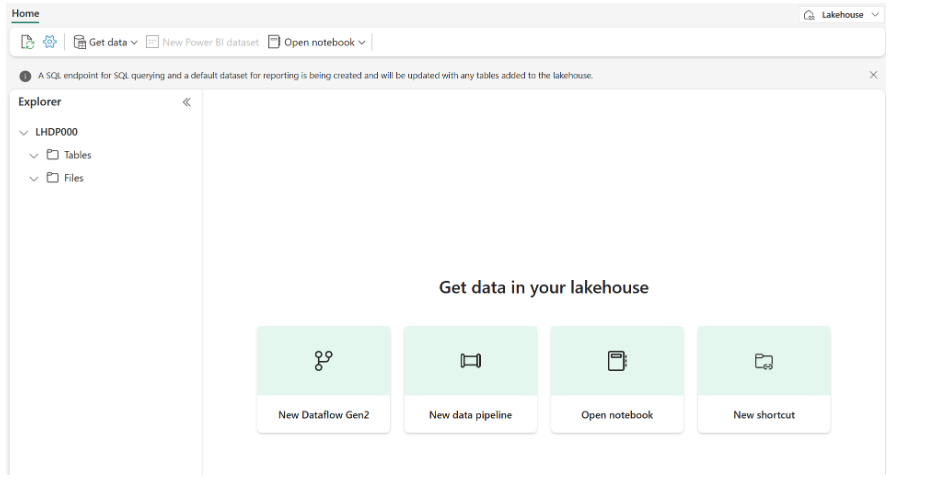 Home
Lakehouse
Get data
New Power BI dataset
Open notebook
A SQL endpoint for SQL querying and a default dataset for reporting is being created and will be updated with any tables added to the lakehouse.
Explorer
LHDP000
Tables
Files
Get data in your lakehouse
New Dataflow Gen2
New data pipeline
Open notebook
New shortcut